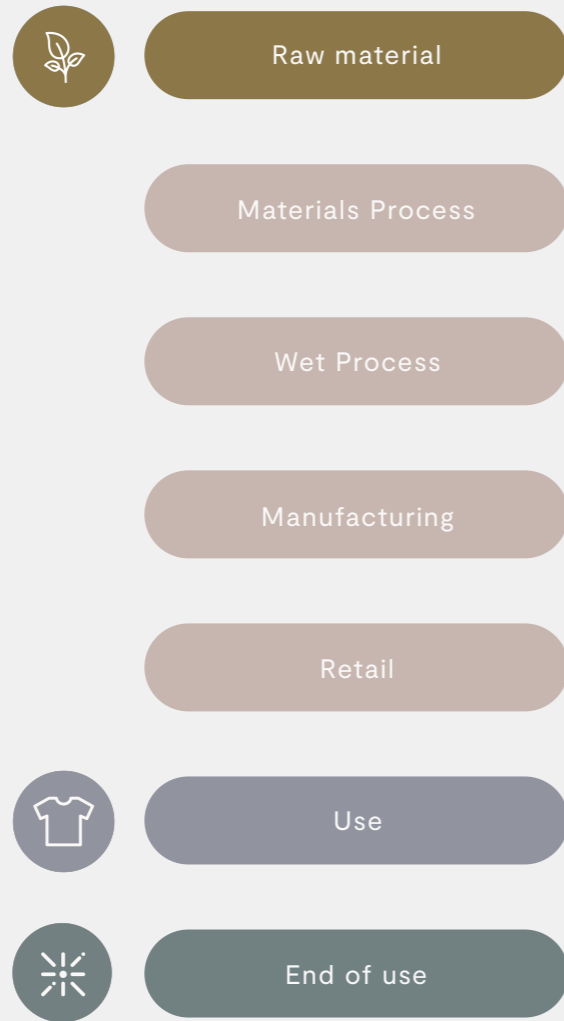 Raw material
Materials Process
Wet Process
Manufacturing
Retail
Use
End of use